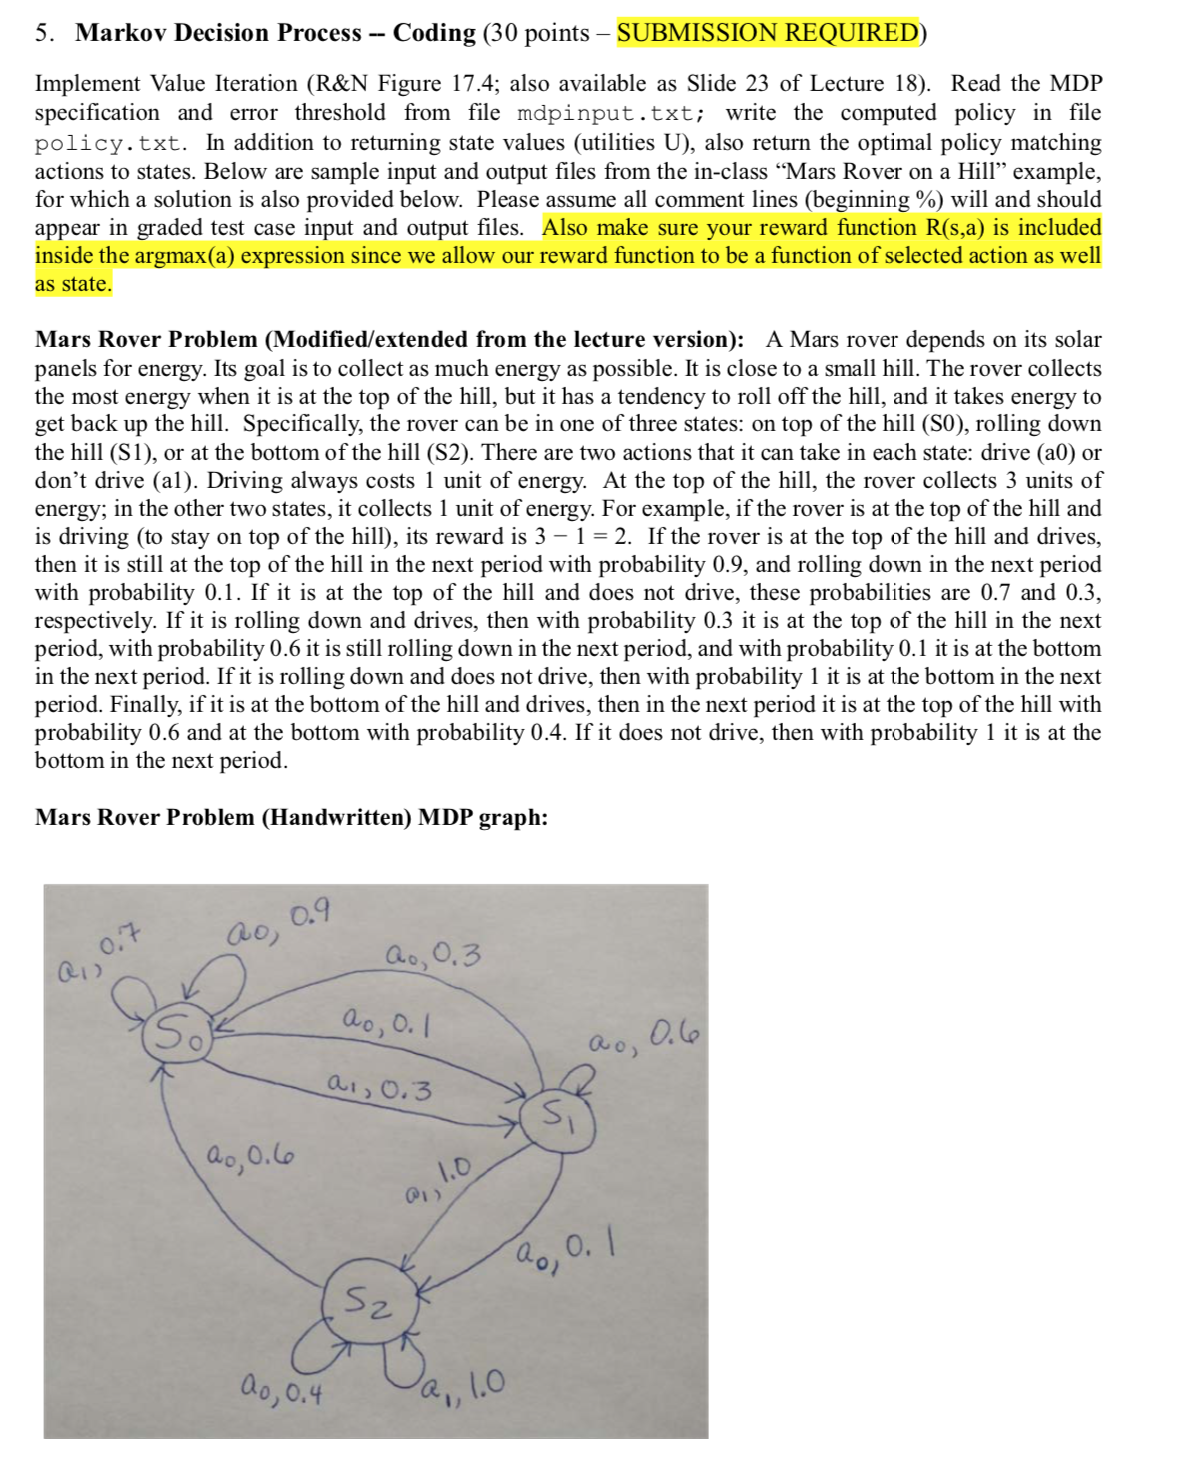 5. Markov Decision Process -- Coding (30 points – SUBMISSION REQUIRED)
Implement Value Iteration (R&N Figure 17.4; also available as Slide 23 of Lecture 18). Read the MDP
specification and error threshold from file mdpinput.txt; write the computed policy in file
policy.txt. In addition to returning state values (utilities U), also return the optimal policy matching
actions to states. Below are sample input and output files from the in-class “Mars Rover on a Hill” example,
for which a solution is also provided below. Please assume all comment lines (beginning %) will and should
appear in graded test case input and output files. Also make sure your reward function R(s,a) is included
inside the argmax(a) expression since we allow our reward function to be a function of selected action as well
as state.
Mars Rover Problem (Modified/extended from the lecture version): A Mars rover depends on its solar
panels for energy. Its goal is to collect as much energy as possible. It is close to a small hill. The rover collects
the most energy when it is at the top of the hill, but it has a tendency to roll off the hill, and it takes energy to
get back up the hill. Specifically, the rover can be in one of three states: on top of the hill (S0), rolling down
the hill (S1), or at the bottom of the hill (S2). There are two actions that it can take in each state: drive (a0) or
don’t drive (a1). Driving always costs 1 unit of energy. At the top of the hill, the rover collects 3 units of
energy; in the other two states, it collects 1 unit of energy. For example, if the rover is at the top of the hill and
is driving (to stay on top of the hill), its reward is 3 − 1 = 2. If the rover is at the top of the hill and drives,
then it is still at the top of the hill in the next period with probability 0.9, and rolling down in the next period
with probability 0.1. If it is at the top of the hill and does not drive, these probabilities are 0.7 and 0.3,
respectively. If it is rolling down and drives, then with probability 0.3 it is at the top of the hill in the next
period, with probability 0.6 it is still rolling down in the next period, and with probability 0.1 it is at the bottom
in the next period. If it is rolling down and does not drive, then with probability 1 it is at the bottom in the next
period. Finally, if it is at the bottom of the hill and drives, then in the next period it is at the top of the hill with
probability 0.6 and at the bottom with probability 0.4. If it does not drive, then with probability 1 it is at the
bottom in the next period.
Mars Rover Problem (Handwritten) MDP graph:
a1, 0.7
a0, 0.9
a0, 0.3
S0
a0, 0.1
a0, 0.6
a1, 0.3
S1
a0, 0.6
a1, 1.0
a0, 0.1
S2
a0, 0.4
a1, 1.0